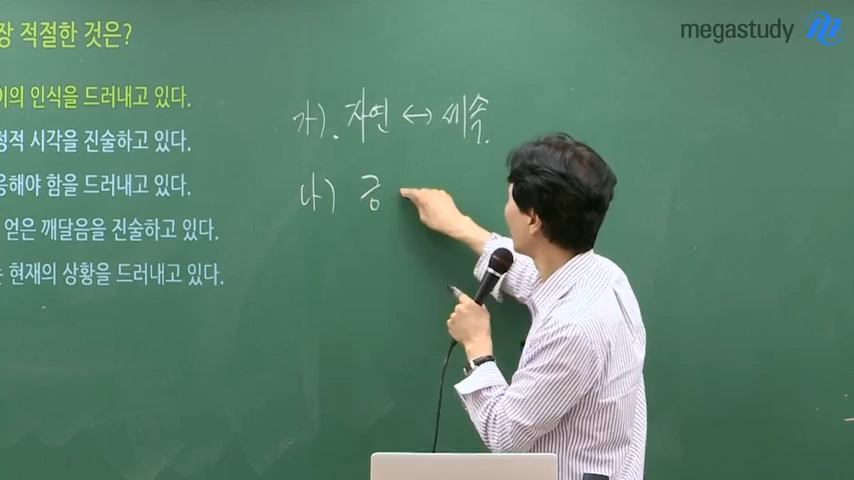 megastudy
장 적절한 것은?
이의 인식을 드러내고 있다.
정적 시각을 진술하고 있다.
응해야 함을 드러내고 있다.
얻은 깨달음을 진술하고 있다.
는 현재의 상황을 드러내고 있다.
가). 자연 ↔ 세속.
나) 긍